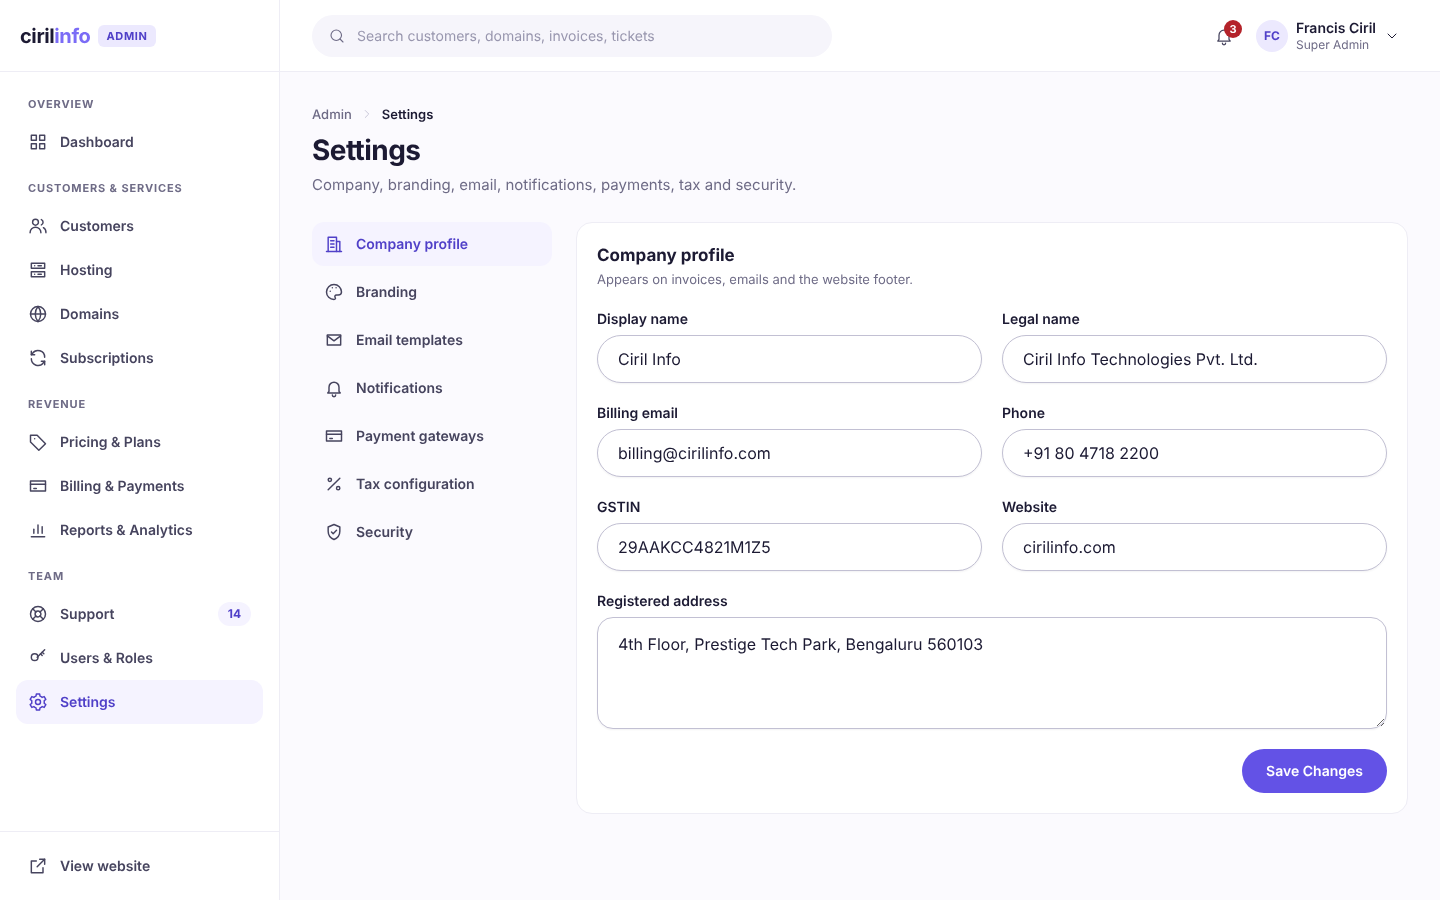 cirilinfo ADMIN
Search customers, domains, invoices, tickets
3
FC
Francis Ciril
Super Admin
OVERVIEW
Dashboard
CUSTOMERS & SERVICES
Customers
Hosting
Domains
Subscriptions
REVENUE
Pricing & Plans
Billing & Payments
Reports & Analytics
TEAM
Support 14
Users & Roles
Settings
View website
Admin Settings
Settings
Company, branding, email, notifications, payments, tax and security.
Company profile
Branding
Email templates
Notifications
Payment gateways
Tax configuration
Security
Company profile
Appears on invoices, emails and the website footer.
Display name
Ciril Info
Legal name
Ciril Info Technologies Pvt. Ltd.
Billing email
billing@cirilinfo.com
Phone
+91 80 4718 2200
GSTIN
29AAKCC4821M1Z5
Website
cirilinfo.com
Registered address
4th Floor, Prestige Tech Park, Bengaluru 560103
Save Changes